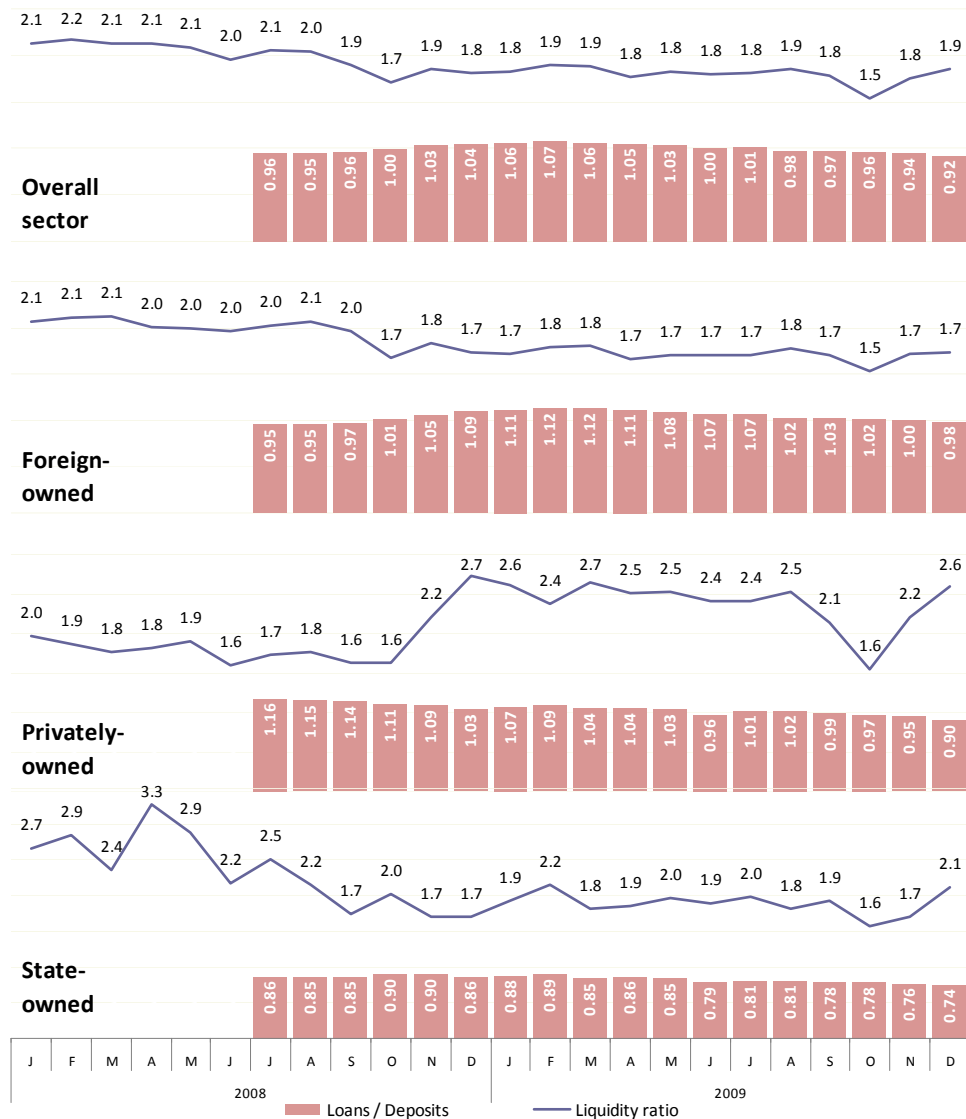 2.1 2.2 2.1 2.1 2.1 2.0 2.1 2.0 1.9 1.7 1.9 1.8 1.8 1.9 1.9 1.8 1.8 1.8 1.8 1.9 1.8 1.5 1.8 1.9
0.96 0.95 0.96 1.00 1.03 1.04 1.06 1.07 1.06 1.05 1.03 1.00 1.01 0.98 0.97 0.96 0.94 0.92
Overall
sector
2.1 2.1 2.1 2.0 2.0 2.0 2.0 2.1 2.0 1.7 1.8 1.7 1.7 1.8 1.8 1.7 1.7 1.7 1.7 1.8 1.7 1.5 1.7 1.7
0.95 0.95 0.97 1.01 1.05 1.09 1.11 1.12 1.12 1.11 1.08 1.07 1.07 1.02 1.03 1.02 1.00 0.98
Foreign-
owned
2.0 1.9 1.8 1.8 1.9 1.6 1.7 1.8 1.6 1.6 2.2 2.7 2.6 2.4 2.7 2.5 2.5 2.4 2.4 2.5 2.1 1.6 2.2 2.6
1.16 1.15 1.14 1.11 1.09 1.03 1.07 1.09 1.04 1.04 1.03 0.96 1.01 1.02 0.99 0.97 0.95 0.90
Privately-
owned
2.7 2.9 2.4 3.3 2.9 2.2 2.5 2.2 1.7 2.0 1.7 1.7 1.9 2.2 1.8 1.9 2.0 1.9 2.0 1.8 1.9 1.6 1.7 2.1
0.86 0.85 0.85 0.90 0.90 0.86 0.88 0.89 0.85 0.86 0.85 0.79 0.81 0.81 0.78 0.78 0.76 0.74
State-
owned
J F M A M J J A S O N D J F M A M J J A S O N D
2008 2009
Loans / Deposits Liquidity ratio